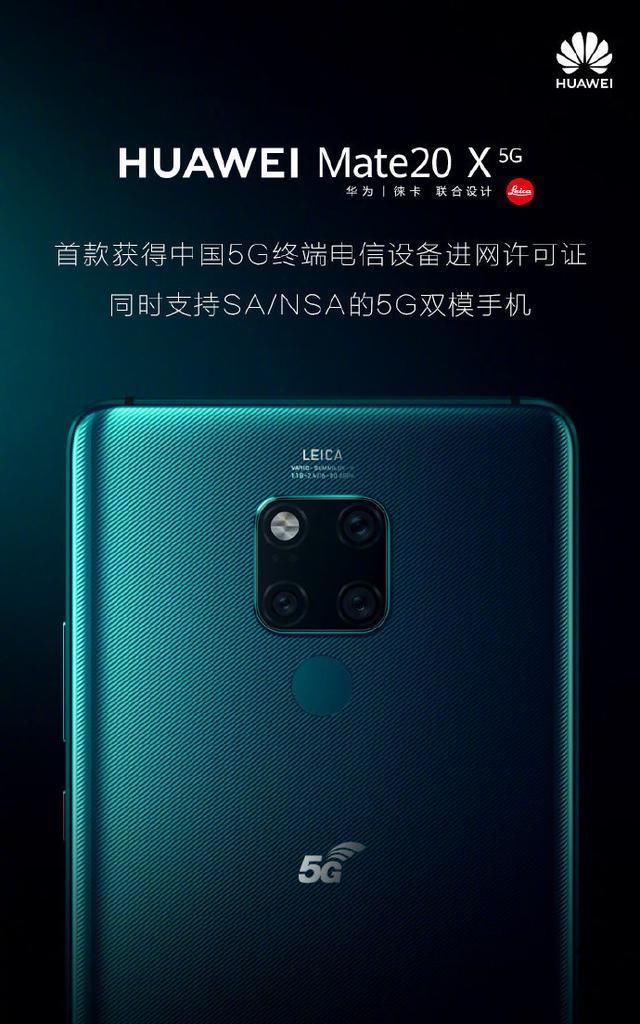 HUAWEI
HUAWEI Mate20 X 5G
华为 | 徕卡 联合设计 Leica
首款获得中国5G终端电信设备进网许可证
同时支持SA/NSA的5G双模手机
LEICA
5G